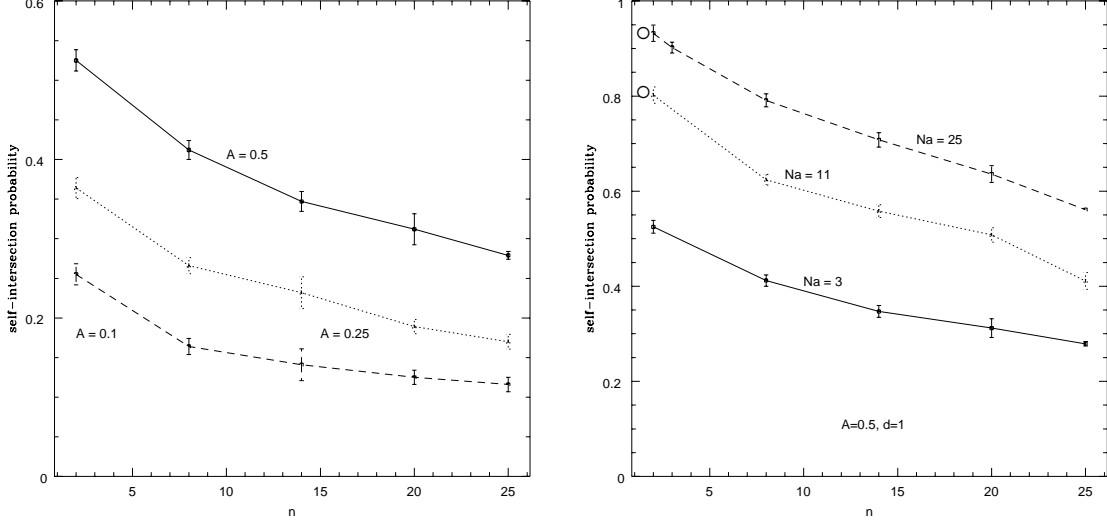 0.6
0.4
0.2
0
self-intersection probability
A = 0.5
A = 0.25
A = 0.1
5
10
15
20
25
n
1
0.8
0.6
0.4
0.2
0
self-intersection probability
Na = 25
Na = 11
Na = 3
A=0.5, d=1
5
10
15
20
25
n